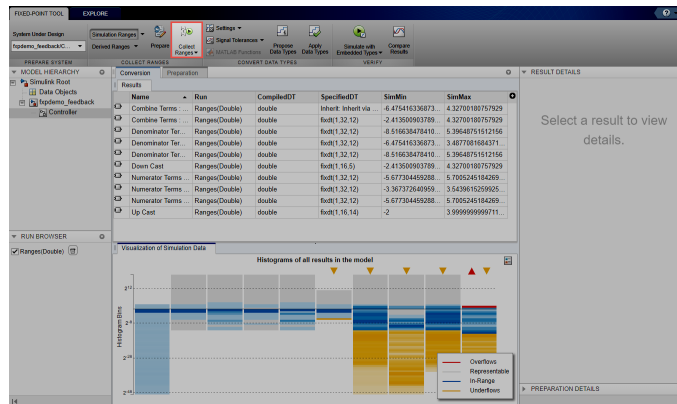 FIXED-POINT TOOL EXPLORE
System Under Design
fxpdemo_feedback/C...
Simulation Ranges
Derived Ranges
Prepare
Collect
Ranges
Settings
Signal Tolerances
MATLAB Functions
Propose
Data Types
Apply
Data Types
Simulate with
Embedded Types
Compare
Results
PREPARE SYSTEM COLLECT RANGES CONVERT DATA TYPES VERIFY
MODEL HIERARCHY
Simulink Root
Data Objects
fxpdemo_feedback
Controller
RUN BROWSER
Ranges(Double)
Conversion Preparation
Results
Name Run CompiledDT SpecifiedDT SimMin SimMax
Combine Terms : ... Ranges(Double) double Inherit: Inherit via ... -6.475416336873... 4.32700180757929
Combine Terms : ... Ranges(Double) double fixdt(1,32,12) -2.413500903789... 4.32700180757929
Denominator Ter... Ranges(Double) double fixdt(1,32,12) -8.516638478410... 5.39648751512156
Denominator Ter... Ranges(Double) double fixdt(1,32,12) -6.475416336873... 3.4877081684371...
Denominator Ter... Ranges(Double) double fixdt(1,32,12) -8.516638478410... 5.39648751512156
Down Cast Ranges(Double) double fixdt(1,16,5) -2.413500903789... 4.32700180757929
Numerator Terms ... Ranges(Double) double fixdt(1,32,12) -5.677304459288... 5.7005245184269...
Numerator Terms ... Ranges(Double) double fixdt(1,32,12) -3.367372640959... 3.5439615259925...
Numerator Terms ... Ranges(Double) double fixdt(1,32,12) -5.677304459288... 5.7005245184269...
Up Cast Ranges(Double) double fixdt(1,16,14) -2 3.9999999999711...
Visualization of Simulation Data
Histograms of all results in the model
Histogram Bins
Overflows
Representable
In-Range
Underflows
RESULT DETAILS
Select a result to view
details.
PREPARATION DETAILS